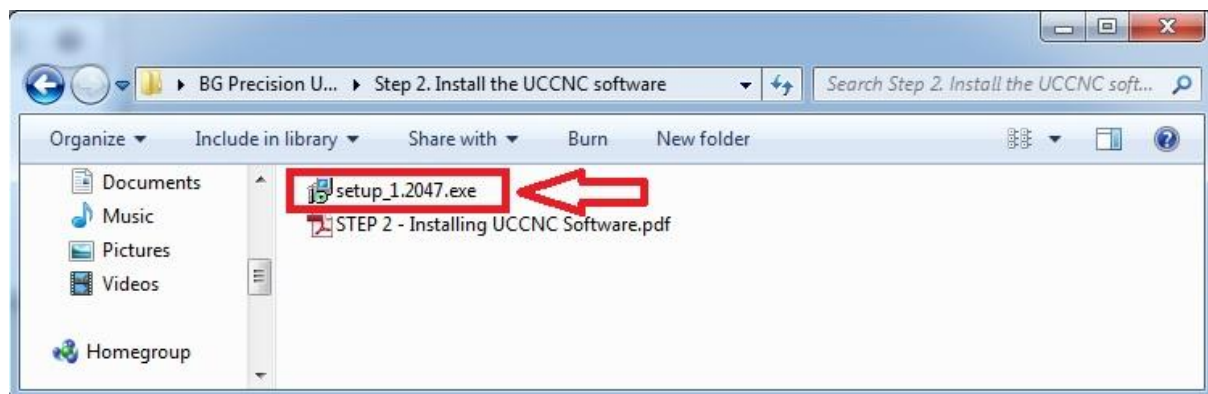 BG Precision U... Step 2. Install the UCCNC software Search Step 2. Install the UCCNC soft...
Organize Include in library Share with Burn New folder
Documents
setup_1.2047.exe
Music
STEP 2 - Installing UCCNC Software.pdf
Pictures
Videos
Homegroup